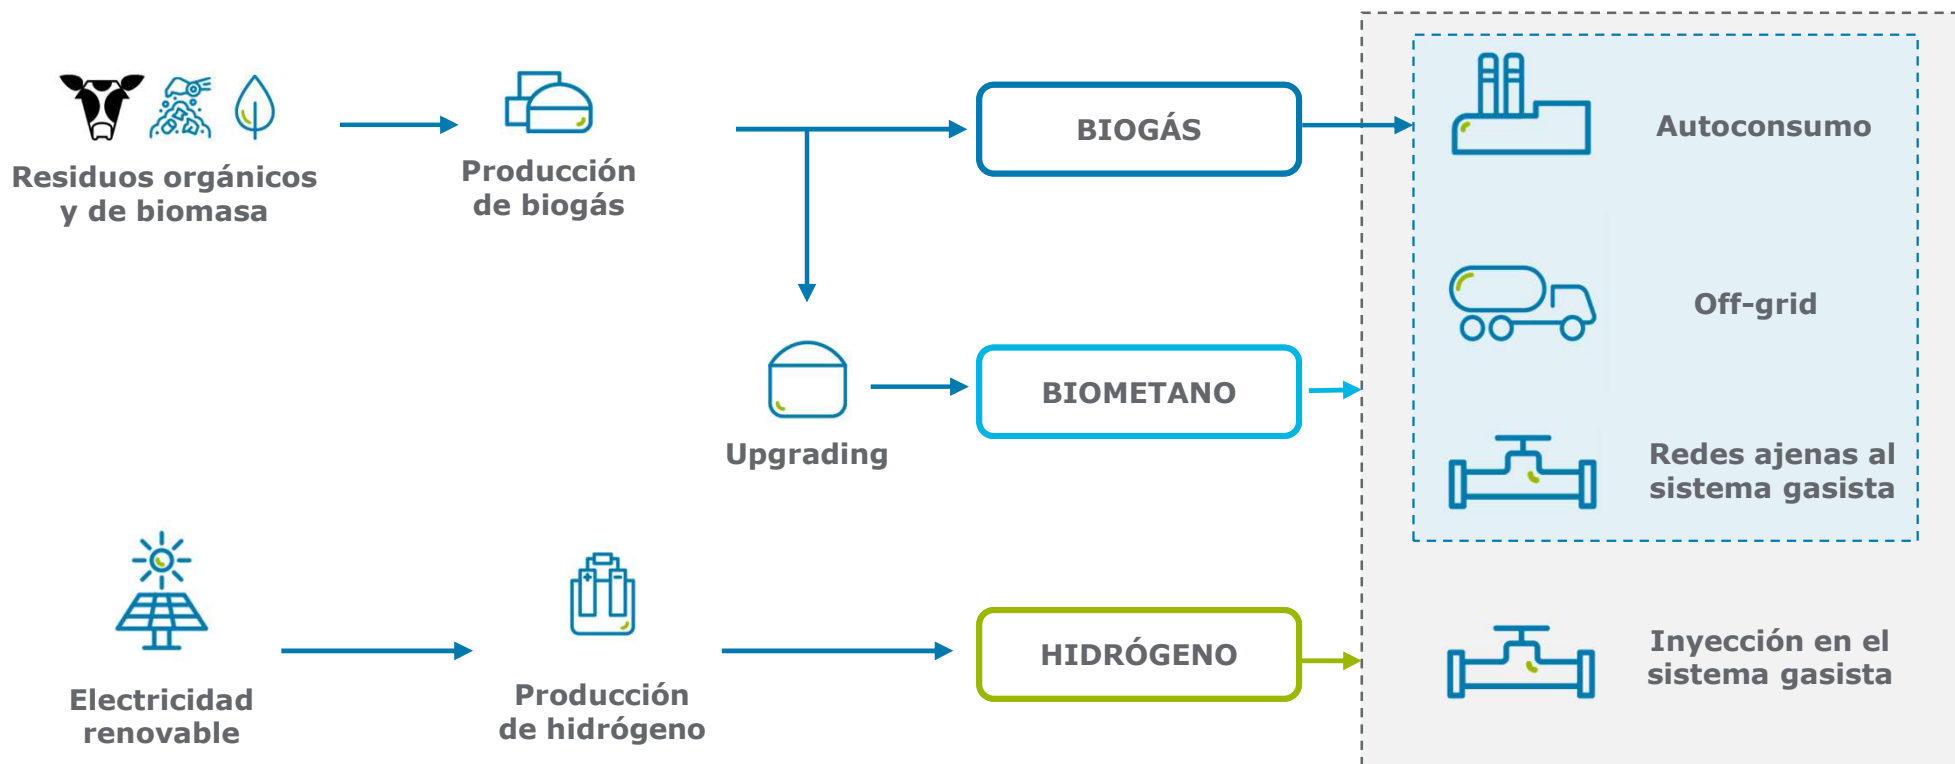 Residuos orgánicos
y de biomasa
Producción
de biogás
BIOGÁS
Autoconsumo
Off-grid
Upgrading
BIOMETANO
Redes ajenas al
sistema gasista
Electricidad
renovable
Producción
de hidrógeno
HIDRÓGENO
Inyección en el
sistema gasista